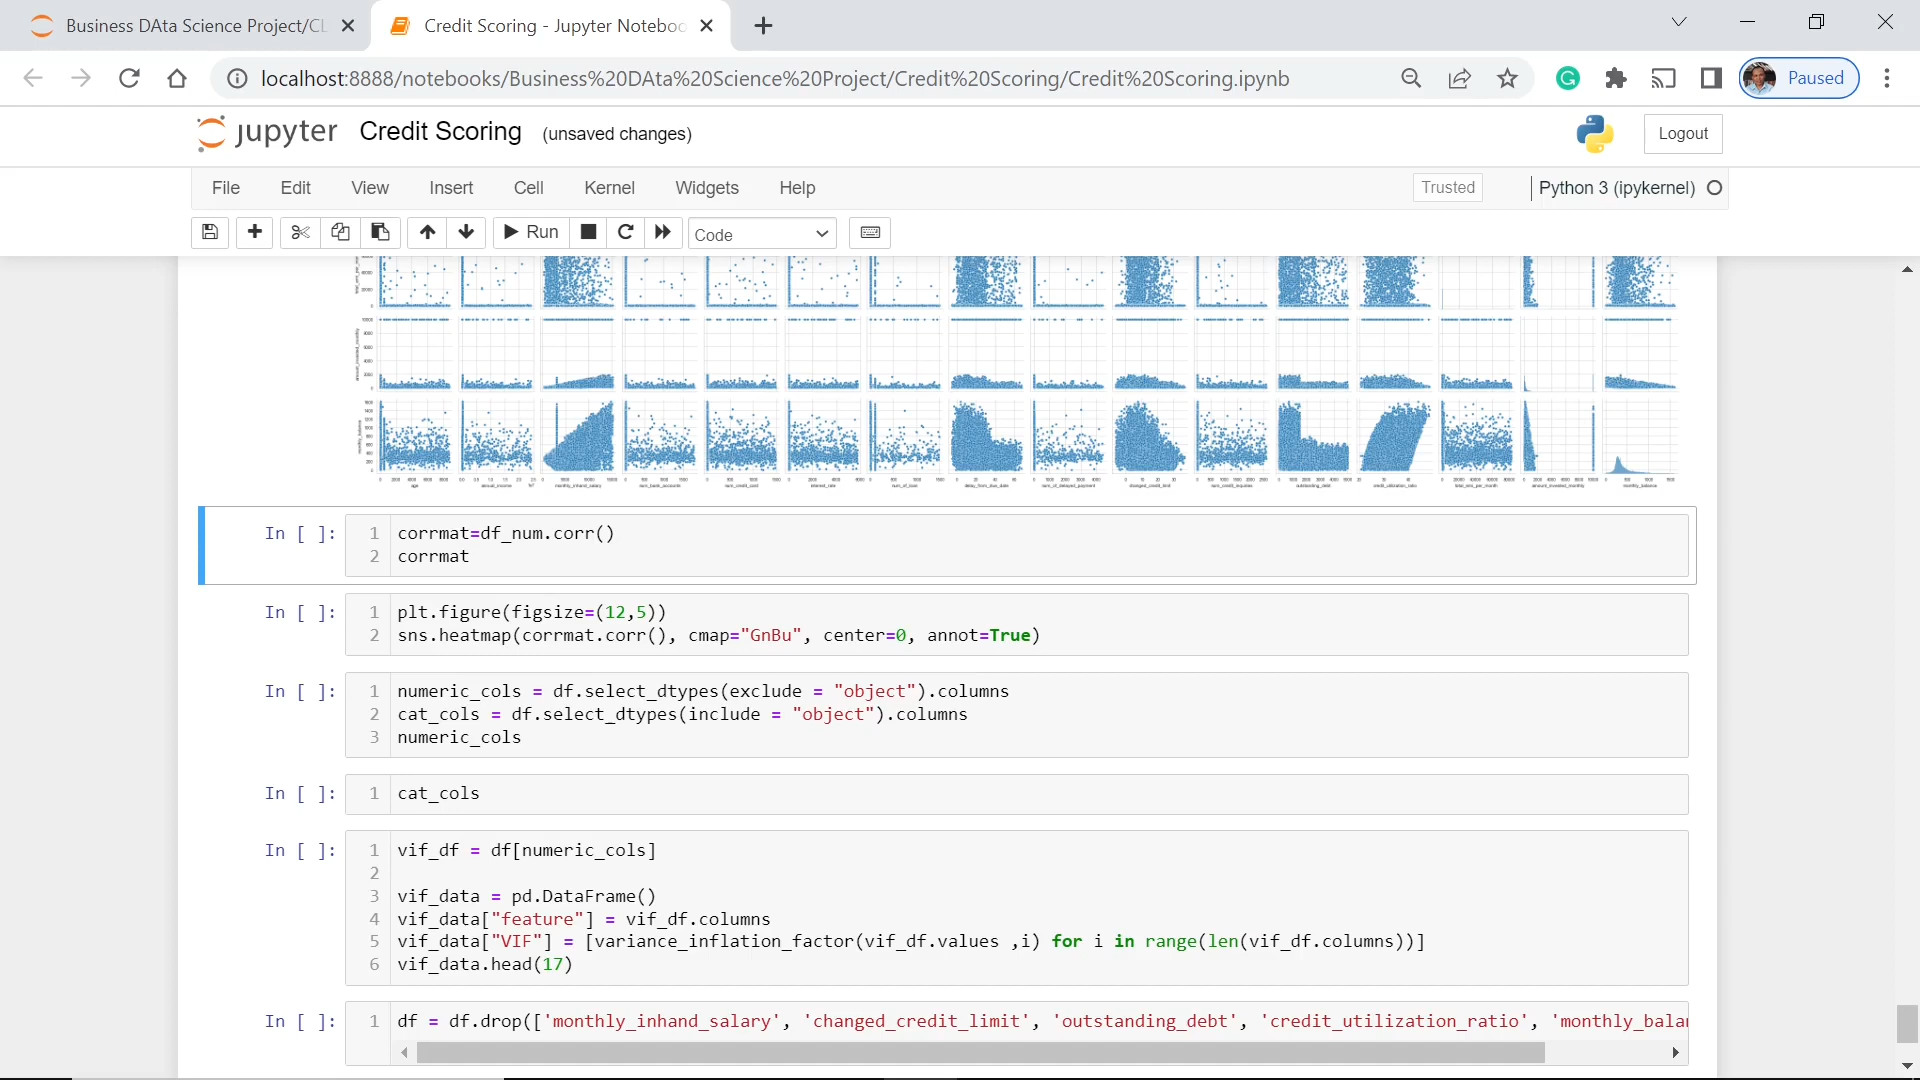 Business DAta Science Project/CL
Credit Scoring - Jupyter Noteboo
localhost:8888/notebooks/Business%20DAta%20Science%20Project/Credit%20Scoring/Credit%20Scoring.ipynb
Paused
jupyter Credit Scoring (unsaved changes)
Logout
File Edit View Insert Cell Kernel Widgets Help
Trusted
Python 3 (ipykernel)
Run
Code
In [ ]:
1 corrmat=df_num.corr()
2 corrmat
In [ ]:
1 plt.figure(figsize=(12,5))
2 sns.heatmap(corrmat.corr(), cmap="GnBu", center=0, annot=True)
In [ ]:
1 numeric_cols = df.select_dtypes(exclude = "object").columns
2 cat_cols = df.select_dtypes(include = "object").columns
3 numeric_cols
In [ ]:
1 cat_cols
In [ ]:
1 vif_df = df[numeric_cols]
2
3 vif_data = pd.DataFrame()
4 vif_data["feature"] = vif_df.columns
5 vif_data["VIF"] = [variance_inflation_factor(vif_df.values ,i) for i in range(len(vif_df.columns))]
6 vif_data.head(17)
In [ ]:
1 df = df.drop(['monthly_inhand_salary', 'changed_credit_limit', 'outstanding_debt', 'credit_utilization_ratio', 'monthly_balan